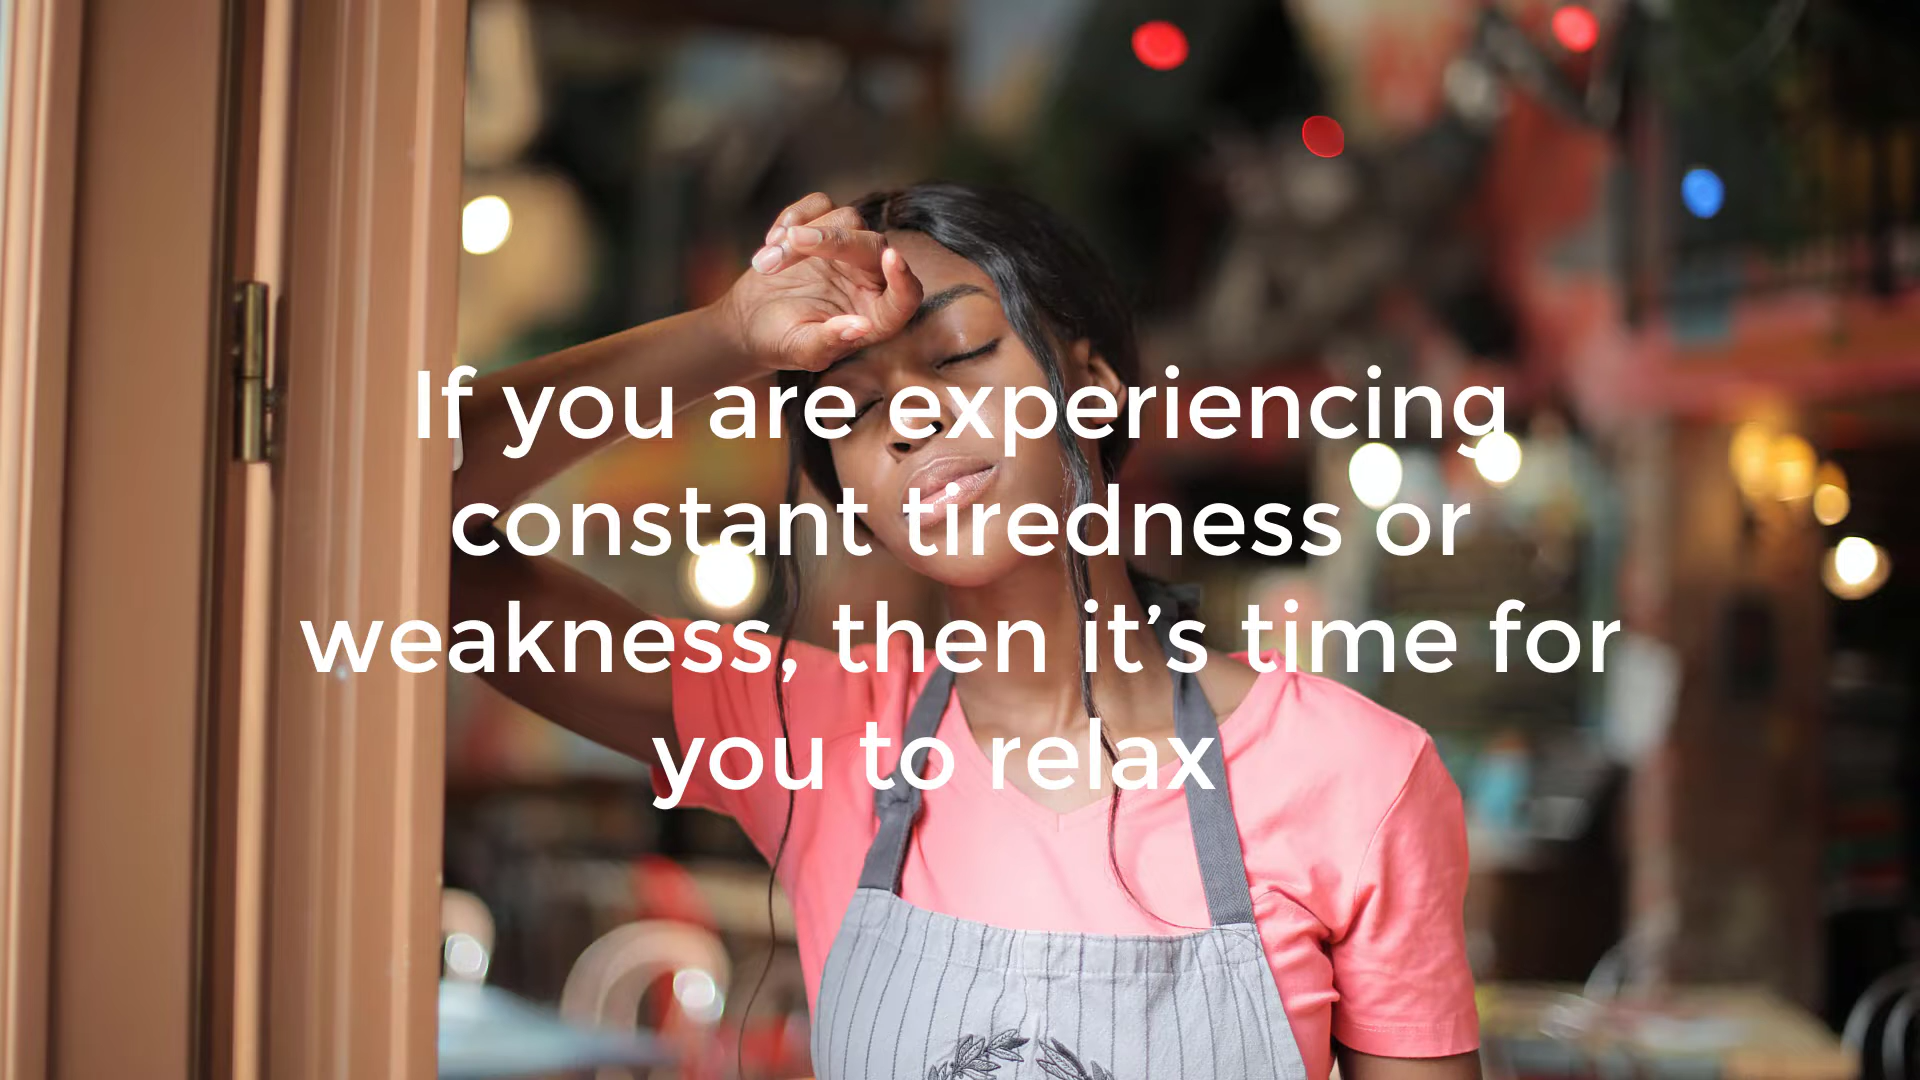 If you are experiencing
constant tiredness or
weakness, then it’s time for
you to relax